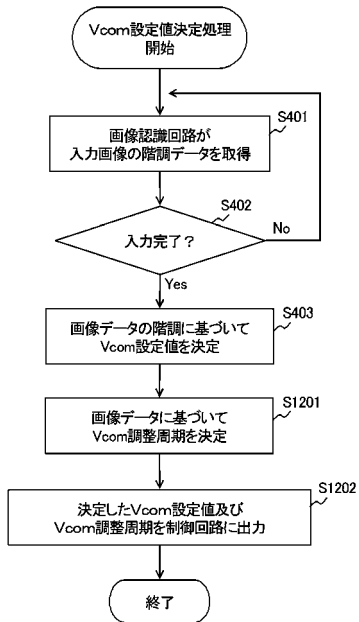 Vcom設定値決定処理
開始
S401
画像認識回路が
入力画像の階調データを取得
S402
入力完了？
No
Yes
S403
画像データの階調に基づいて
Vcom設定値を決定
S1201
画像データに基づいて
Vcom調整周期を決定
S1202
決定したVcom設定値及び
Vcom調整周期を制御回路に出力
終了